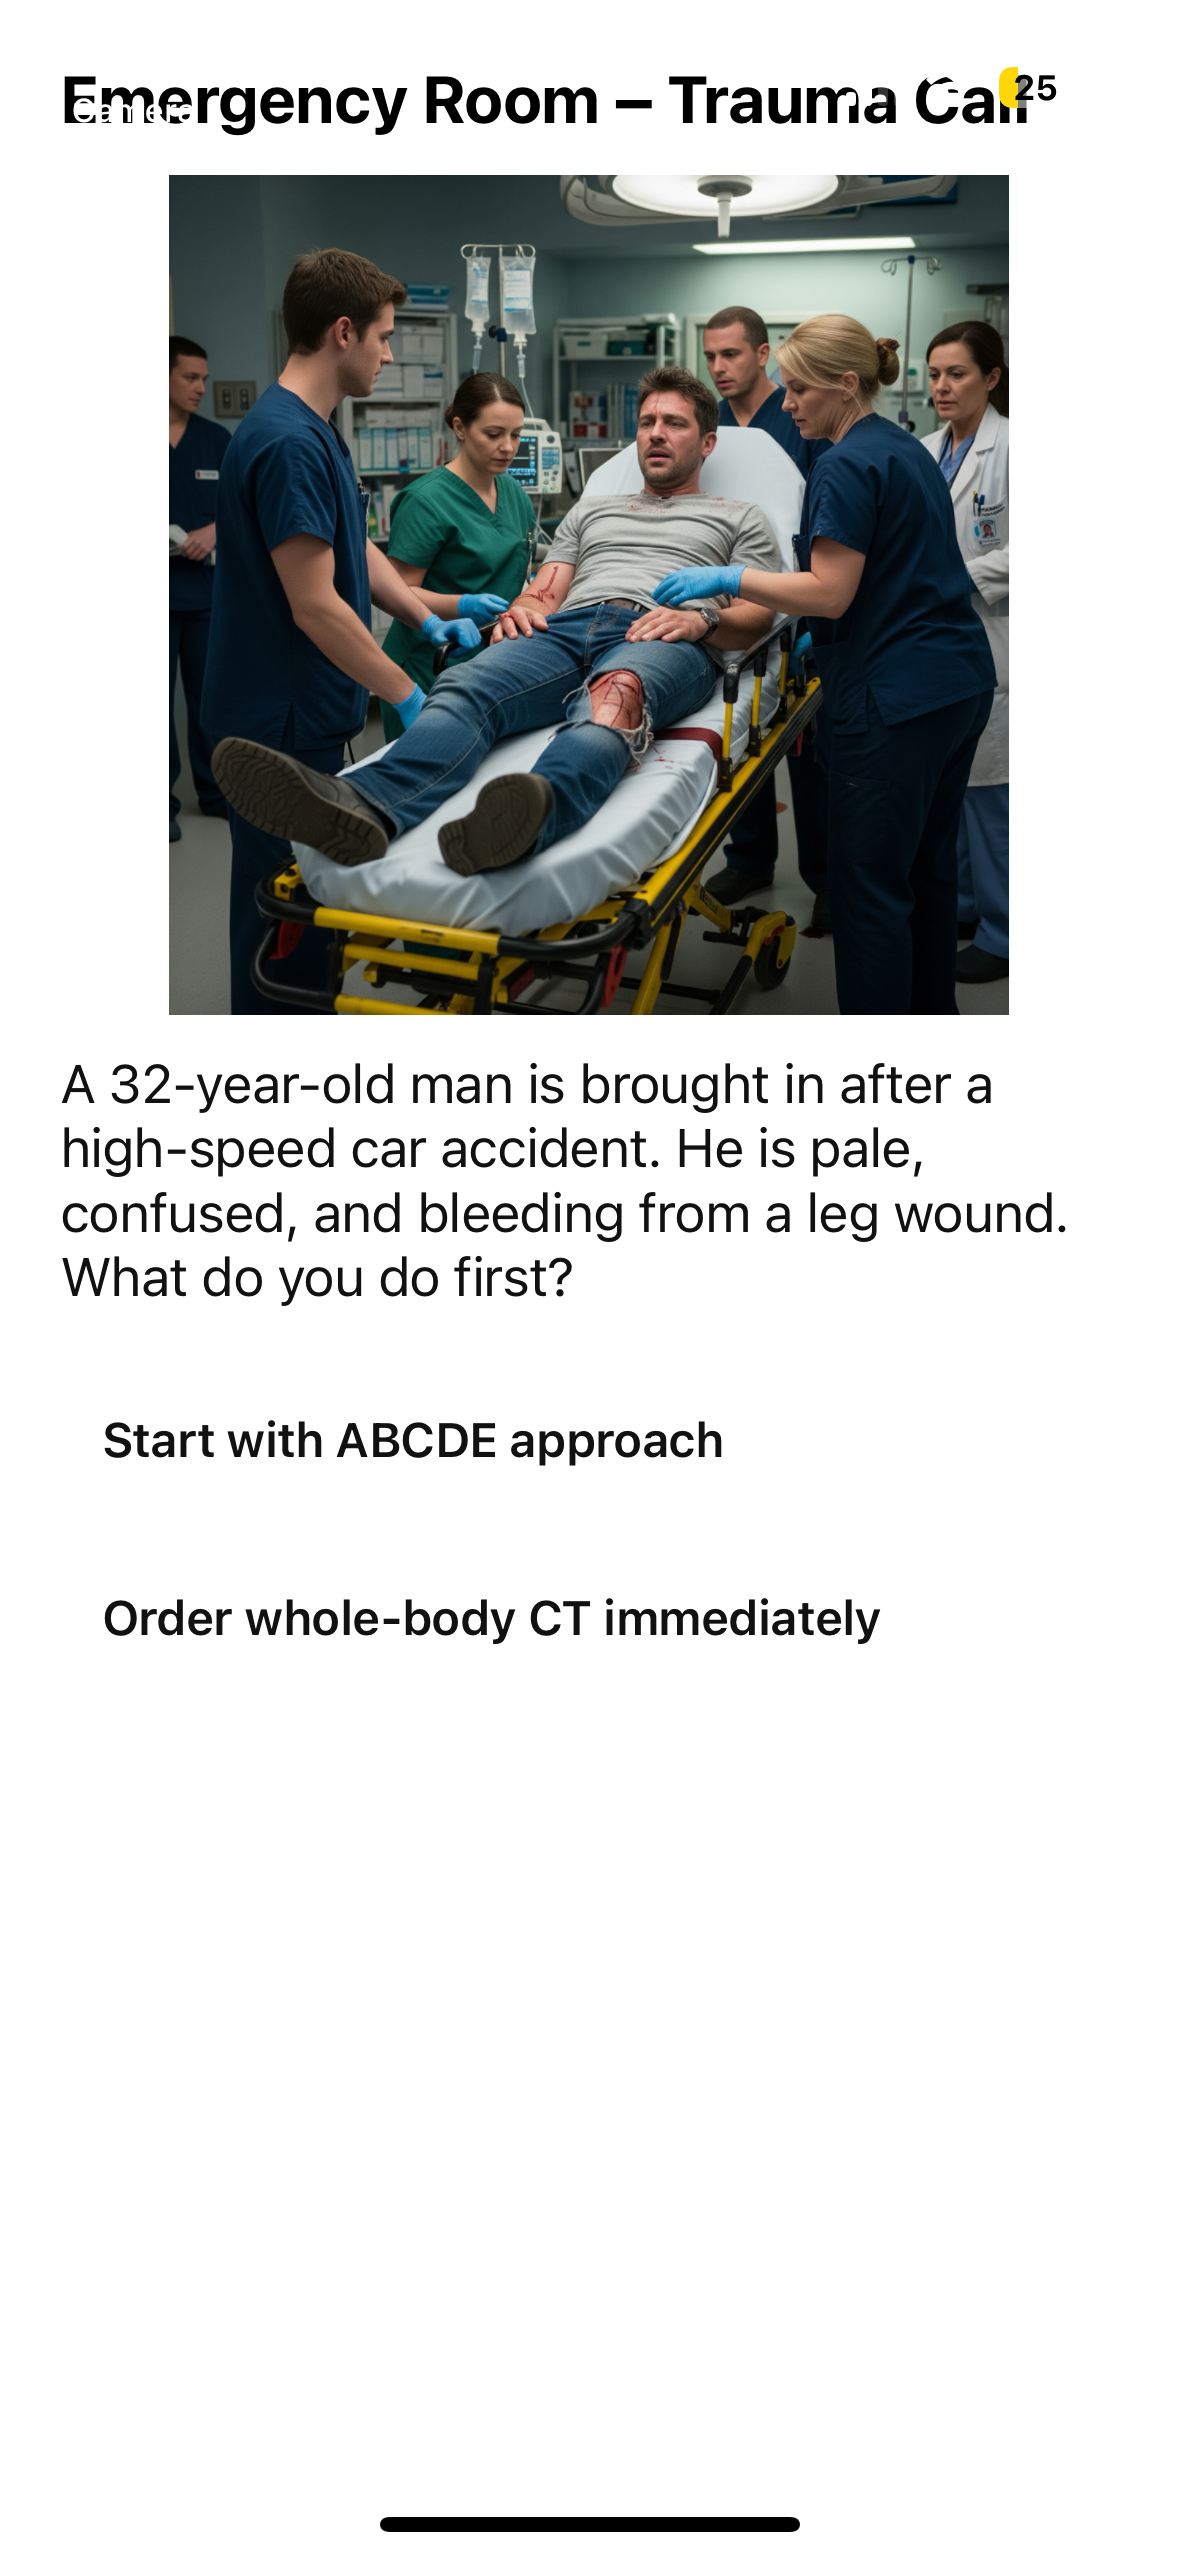 Emergency Room – Trauma Call
Camera
25
A 32-year-old man is brought in after a
high-speed car accident. He is pale,
confused, and bleeding from a leg wound.
What do you do first?
Start with ABCDE approach
Order whole-body CT immediately